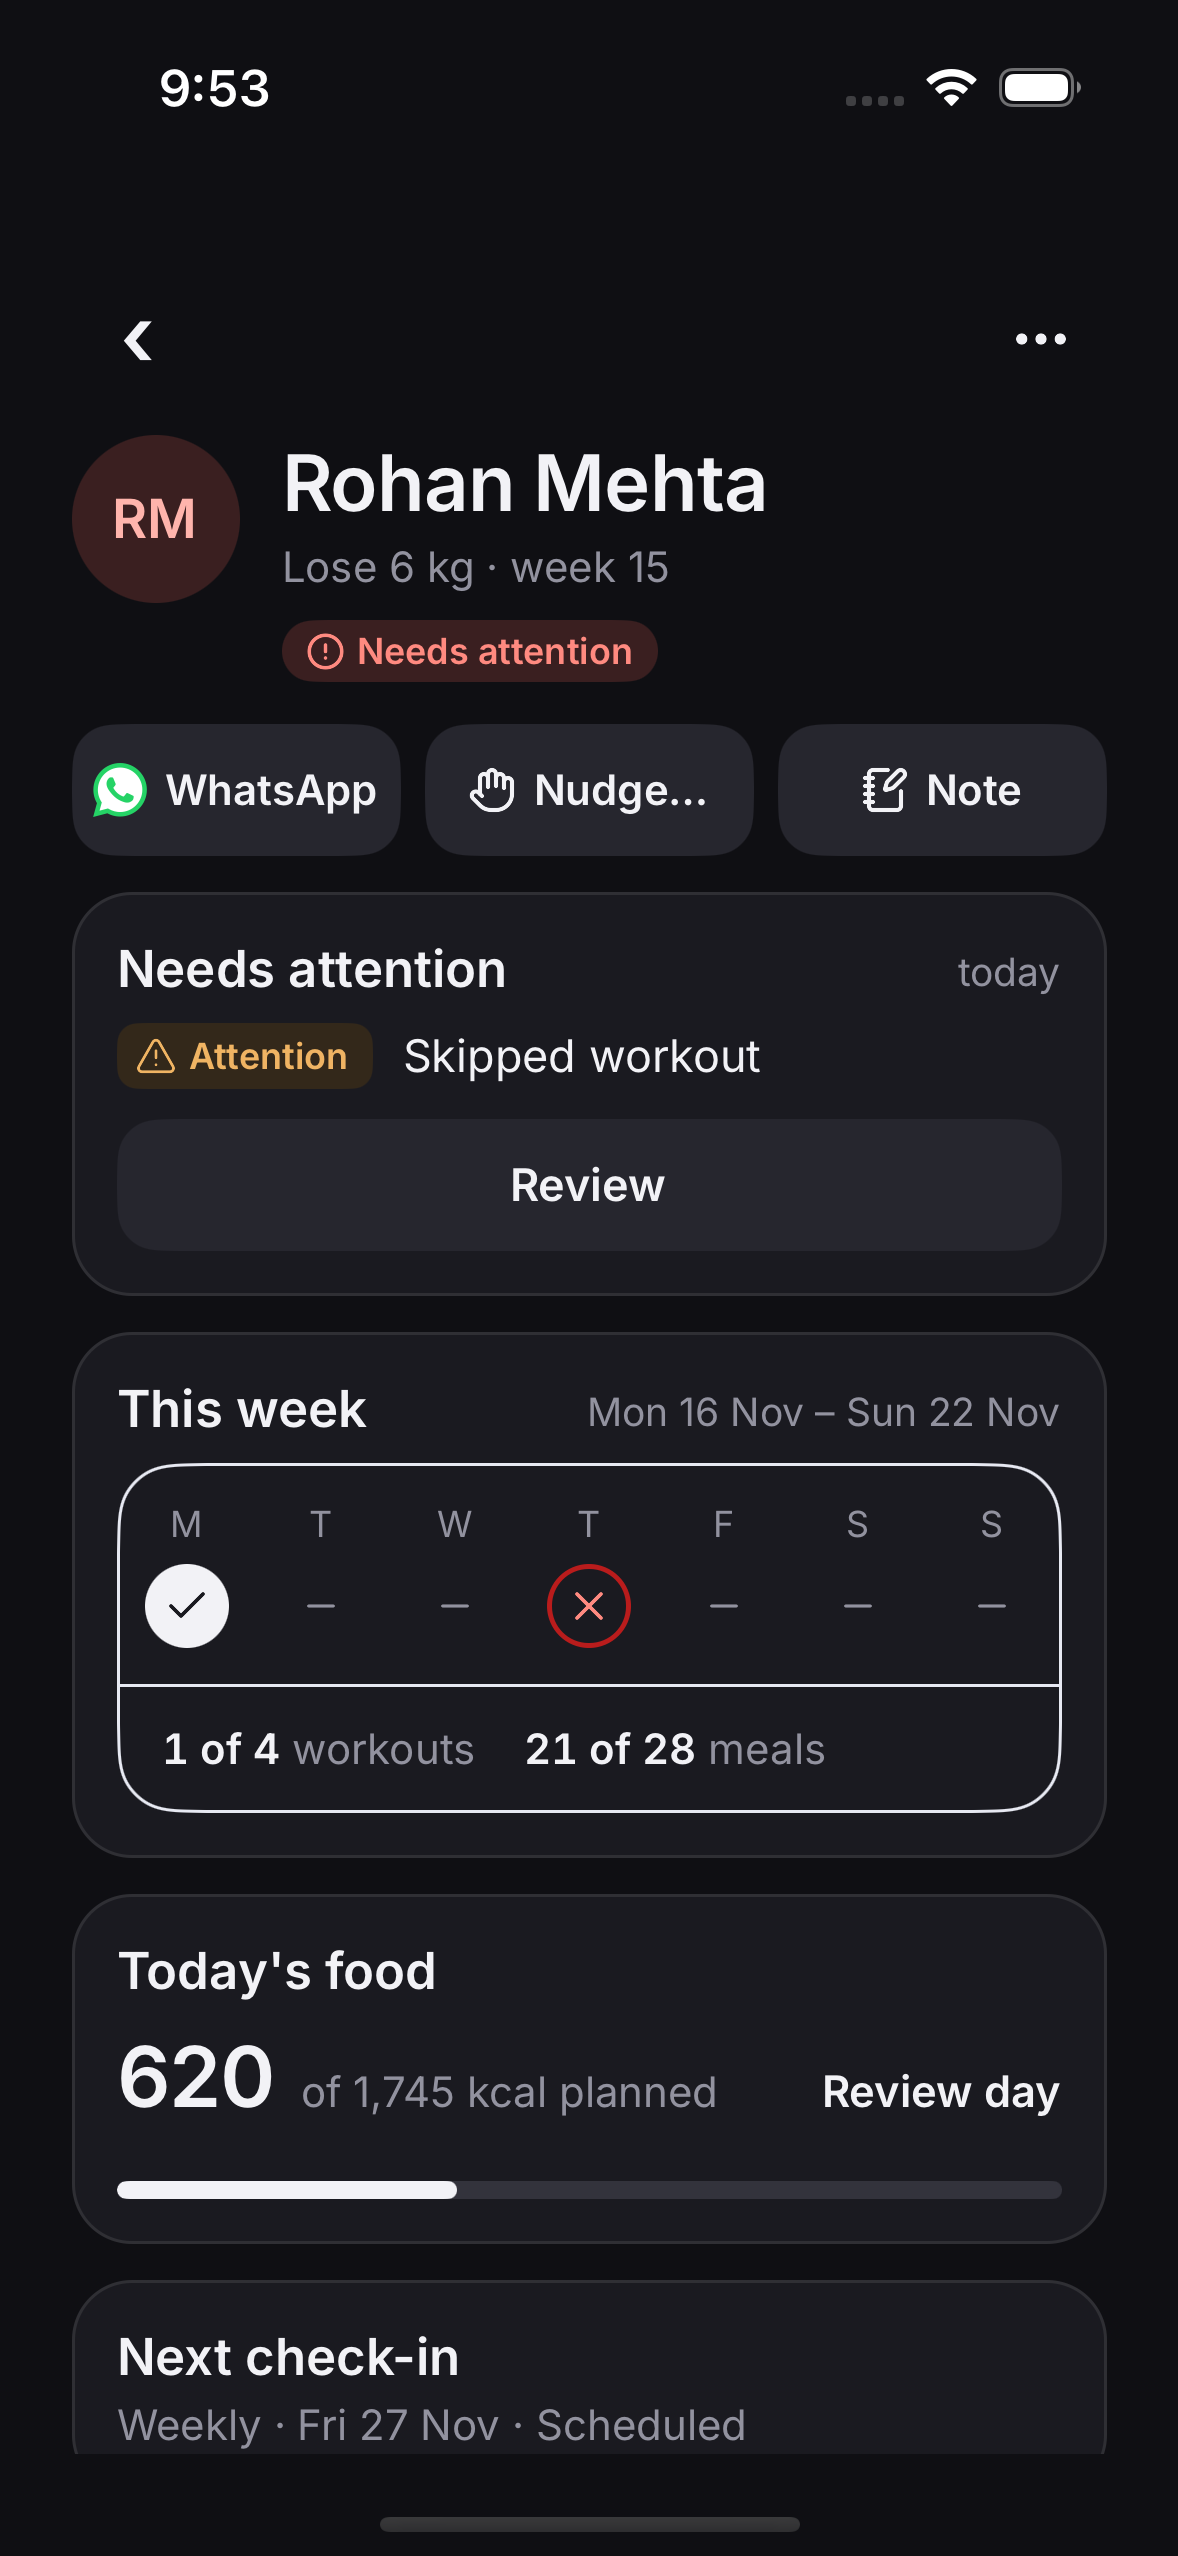 9:53
RM
Rohan Mehta
Lose 6 kg · week 15
Needs attention
WhatsApp
Nudge...
Note
Needs attention
today
Attention
Skipped workout
Review
This week
Mon 16 Nov – Sun 22 Nov
M T W T F S S
1 of 4 workouts 21 of 28 meals
Today's food
620 of 1,745 kcal planned
Review day
Next check-in
Weekly · Fri 27 Nov · Scheduled